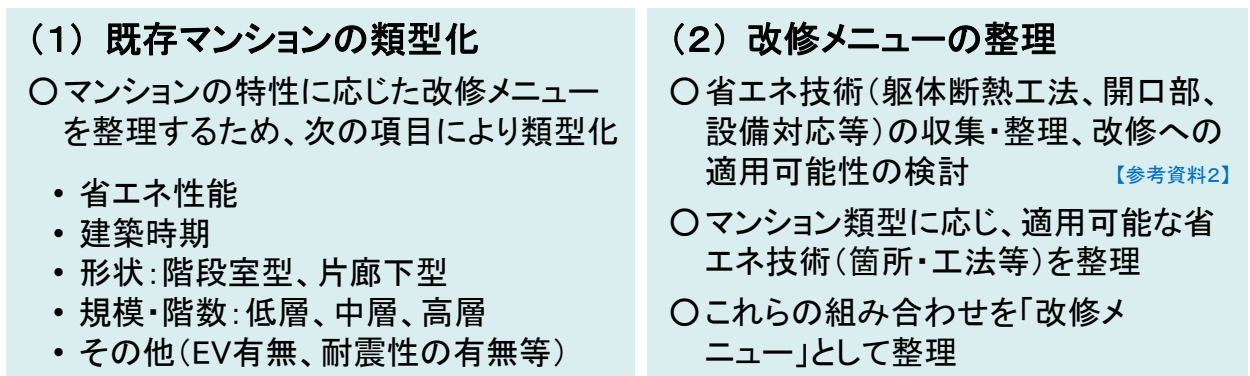 （1） 既存マンションの類型化
○マンションの特性に応じた改修メニュー
を整理するため、次の項目により類型化
• 省エネ性能
• 建築時期
• 形状：階段室型、片廊下型
• 規模・階数：低層、中層、高層
• その他（EV有無、耐震性の有無等）
（2） 改修メニューの整理
○省エネ技術（躯体断熱工法、開口部、
設備対応等）の収集・整理、改修への
適用可能性の検討 【参考資料2】
○マンション類型に応じ、適用可能な省
エネ技術（箇所・工法等）を整理
○これらの組み合わせを「改修メ
ニュー」として整理